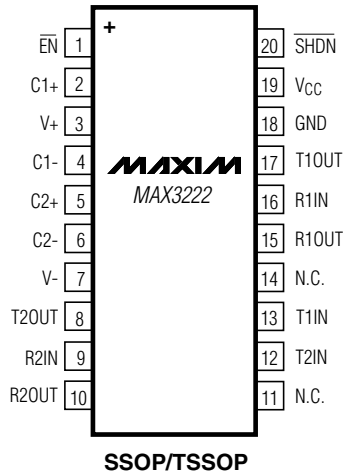 +
E̅N̅ 1 20 S̅H̅D̅N̅
C1+ 2 19 VCC
V+ 3 18 GND
C1- 4 17 T1OUT
MAXIM
MAX3222
C2+ 5 16 R1IN
C2- 6 15 R1OUT
V- 7 14 N.C.
T2OUT 8 13 T1IN
R2IN 9 12 T2IN
R2OUT 10 11 N.C.
SSOP/TSSOP